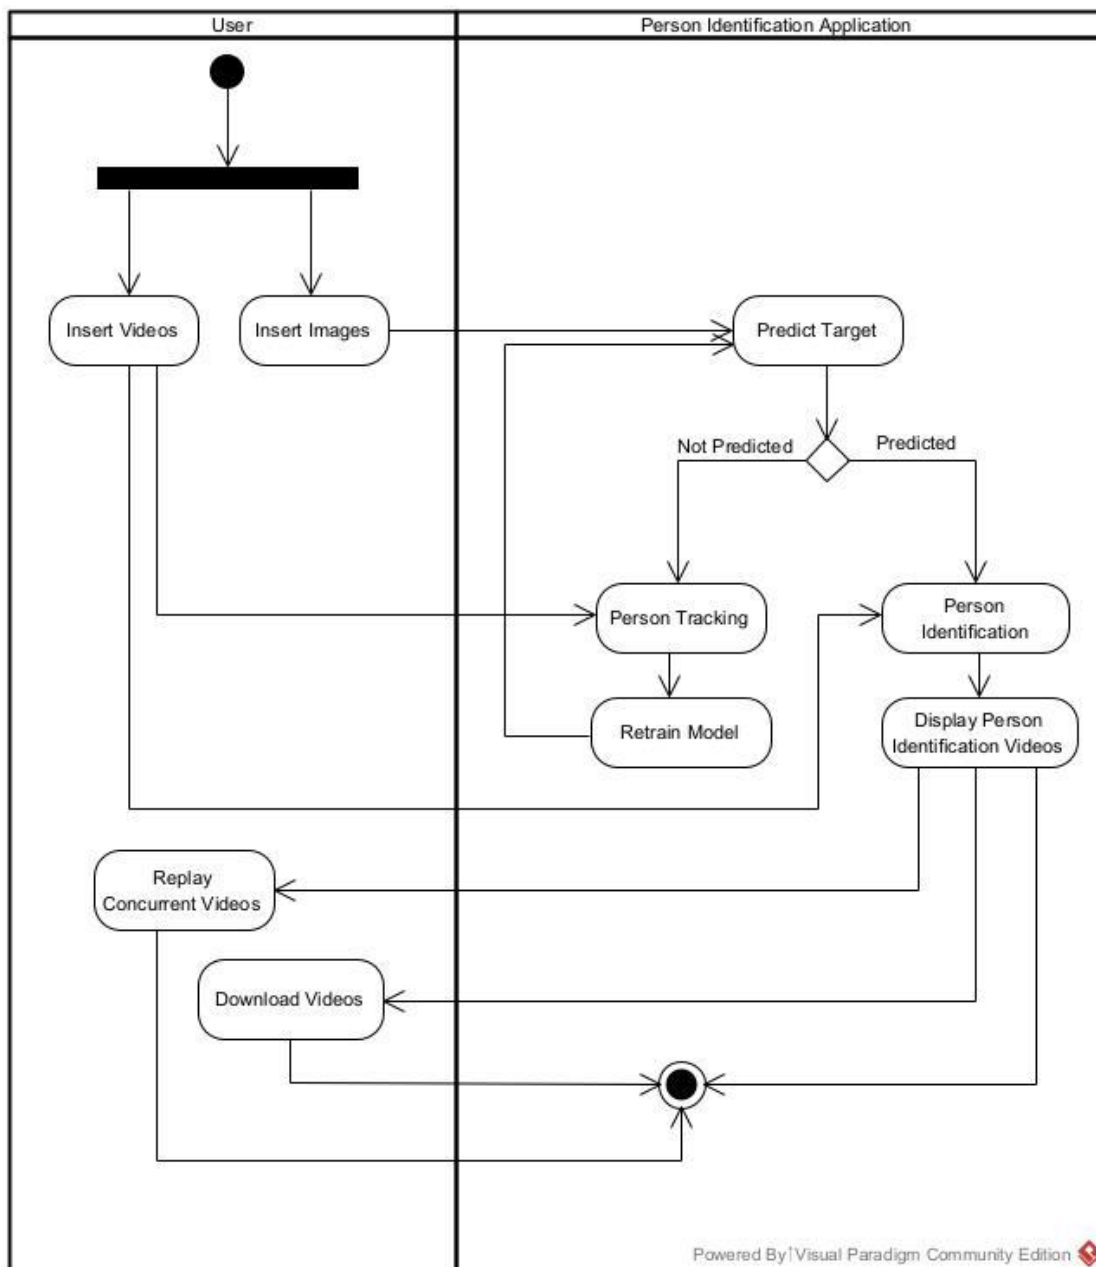 User
Person Identification Application
Insert Videos
Insert Images
Predict Target
Not Predicted
Predicted
Person Tracking
Person
Identification
Retrain Model
Display Person
Identification Videos
Replay
Concurrent Videos
Download Videos
Powered By Visual Paradigm Community Edition